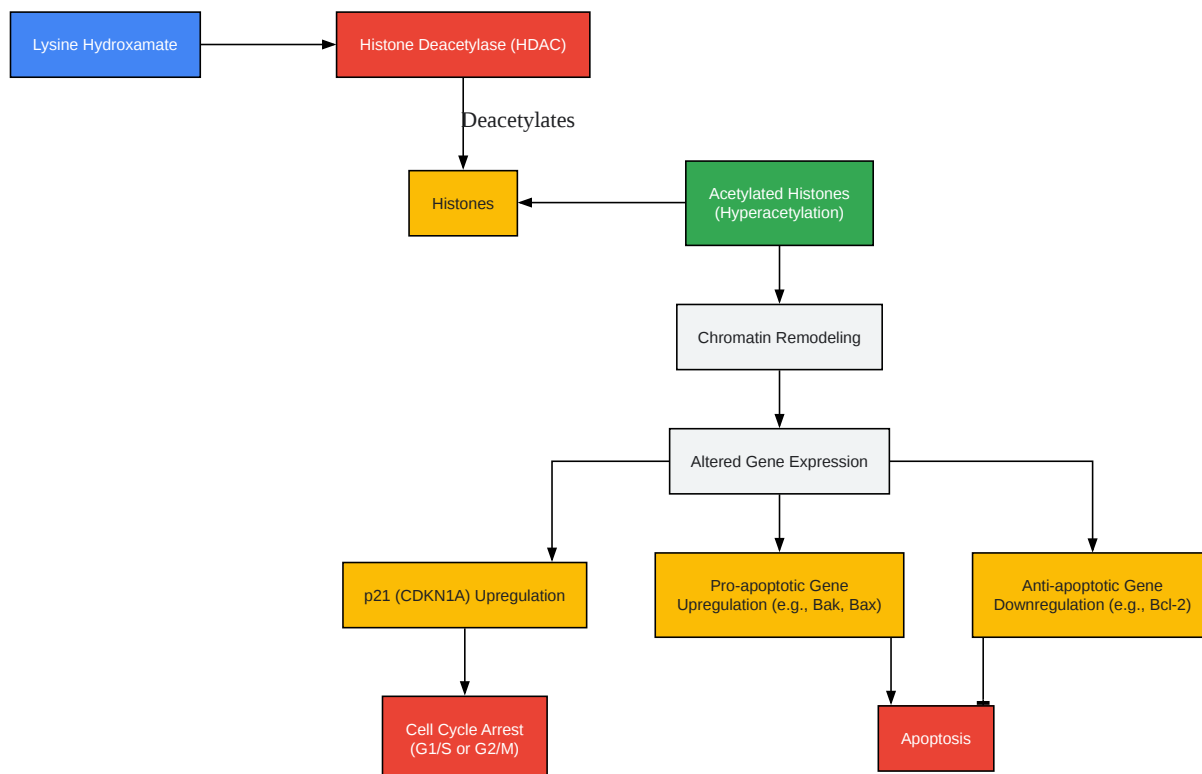 Lysine Hydroxamate
Histone Deacetylase (HDAC)
Deacetylates
Histones
Acetylated Histones
(Hyperacetylation)
Chromatin Remodeling
Altered Gene Expression
p21 (CDKN1A) Upregulation
Pro-apoptotic Gene
Upregulation (e.g., Bak, Bax)
Anti-apoptotic Gene
Downregulation (e.g., Bcl-2)
Cell Cycle Arrest
(G1/S or G2/M)
Apoptosis